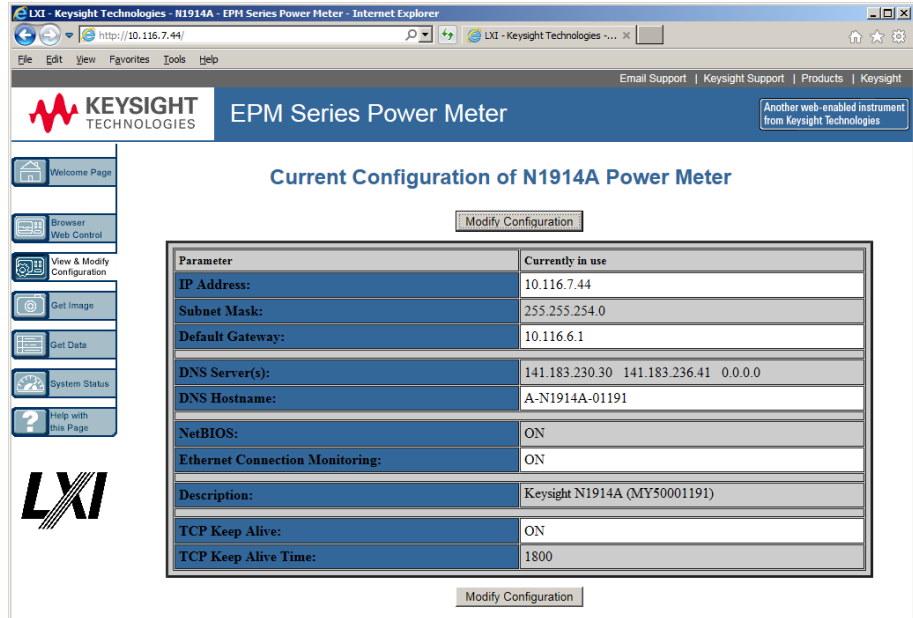 LXI - Keysight Technologies - N1914A - EPM Series Power Meter - Internet Explorer
http://10.116.7.44/
LXI - Keysight Technologies -...
File Edit View Favorites Tools Help
Email Support | Keysight Support | Products | Keysight
KEYSIGHT
TECHNOLOGIES
EPM Series Power Meter
Another web-enabled instrument
from Keysight Technologies
Welcome Page
Browser
Web Control
View & Modify
Configuration
Get Image
Get Data
System Status
Help with
this Page
LXI
Current Configuration of N1914A Power Meter
Modify Configuration
Parameter Currently in use
IP Address: 10.116.7.44
Subnet Mask: 255.255.254.0
Default Gateway: 10.116.6.1
DNS Server(s): 141.183.230.30 141.183.236.41 0.0.0.0
DNS Hostname: A-N1914A-01191
NetBIOS: ON
Ethernet Connection Monitoring: ON
Description: Keysight N1914A (MY50001191)
TCP Keep Alive: ON
TCP Keep Alive Time: 1800
Modify Configuration